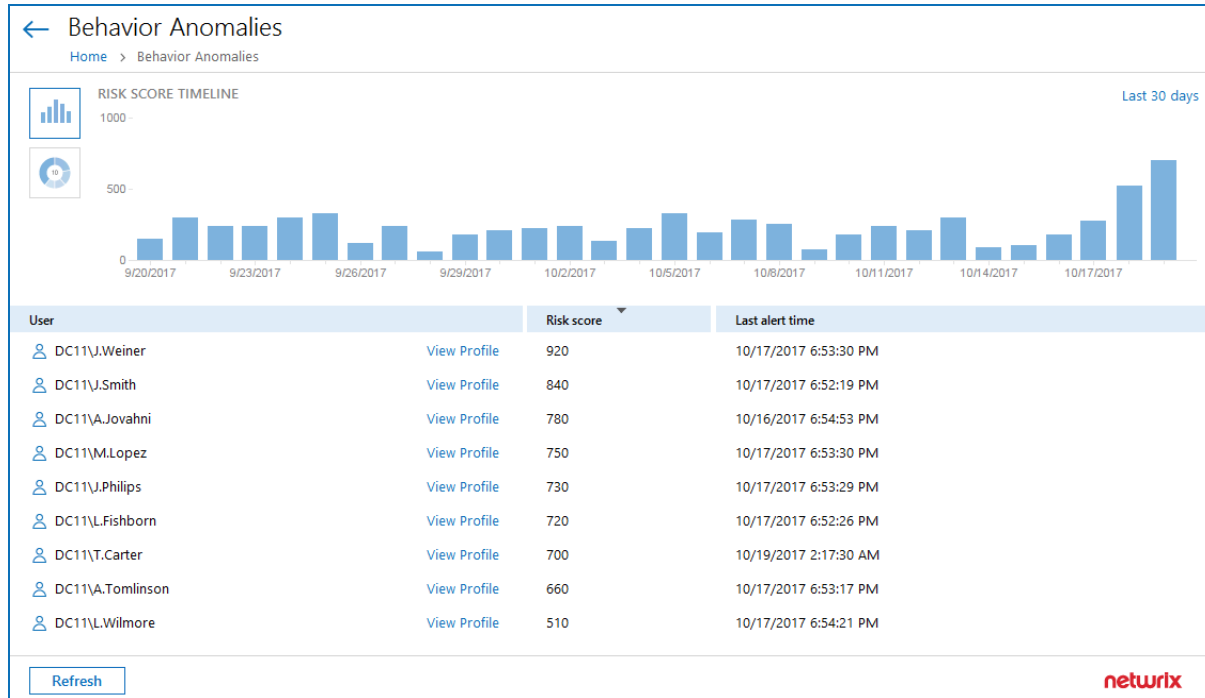 Behavior Anomalies
Home > Behavior Anomalies
RISK SCORE TIMELINE
Last 30 days
1000
10
500
0
9/20/2017 9/23/2017 9/26/2017 9/29/2017 10/2/2017 10/5/2017 10/8/2017 10/11/2017 10/14/2017 10/17/2017
User Risk score Last alert time
DC11\J.Weiner View Profile 920 10/17/2017 6:53:30 PM
DC11\J.Smith View Profile 840 10/17/2017 6:52:19 PM
DC11\A.Jovahni View Profile 780 10/16/2017 6:54:53 PM
DC11\M.Lopez View Profile 750 10/17/2017 6:53:30 PM
DC11\J.Philips View Profile 730 10/17/2017 6:53:29 PM
DC11\L.Fishborn View Profile 720 10/17/2017 6:52:26 PM
DC11\T.Carter View Profile 700 10/19/2017 2:17:30 AM
DC11\A.Tomlinson View Profile 660 10/17/2017 6:53:17 PM
DC11\L.Wilmore View Profile 510 10/17/2017 6:54:21 PM
Refresh
netwrix